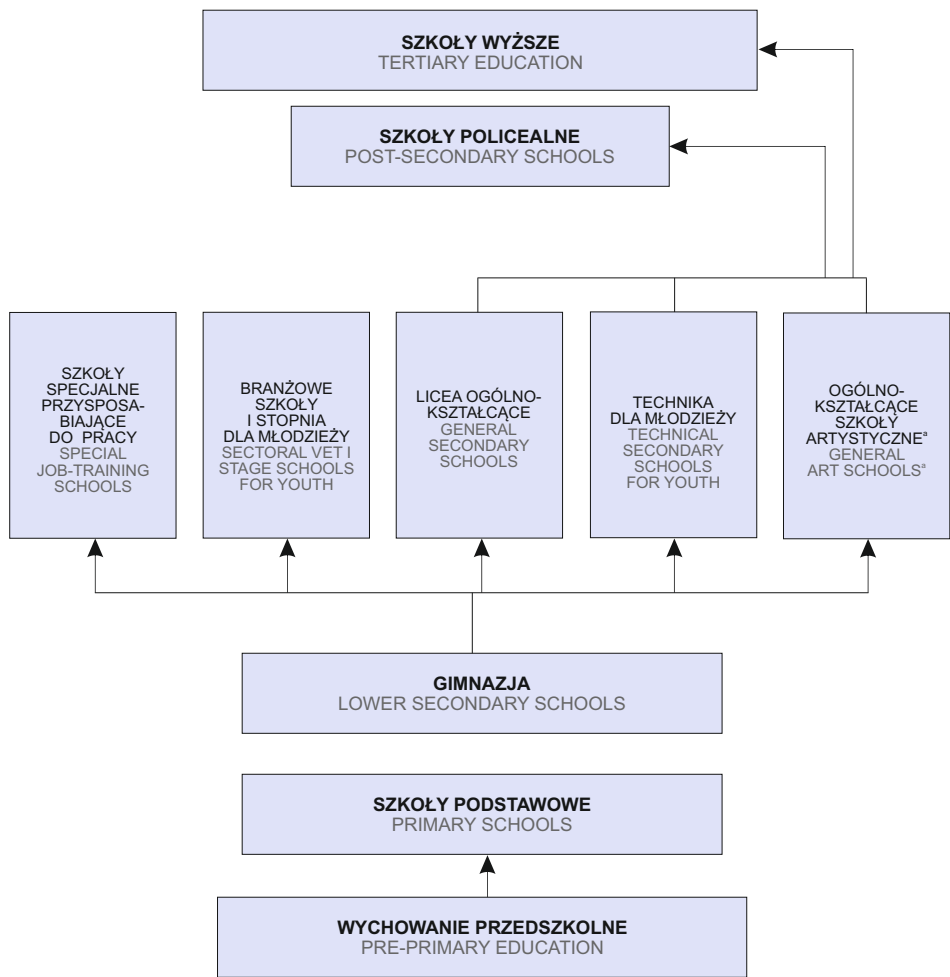 SZKOŁY WYŻSZE
TERTIARY EDUCATION
SZKOŁY POLICEALNE
POST-SECONDARY SCHOOLS
SZKOŁY
SPECJALNE
PRZYSPOSA-
BIAJĄCE
DO PRACY
SPECIAL
JOB-TRAINING
SCHOOLS
BRANŻOWE
SZKOŁY
I STOPNIA
DLA MŁODZIEŻY
SECTORAL VET I
STAGE SCHOOLS
FOR YOUTH
LICEA OGÓLNO-
KSZTAŁCĄCE
GENERAL
SECONDARY
SCHOOLS
TECHNIKA
DLA MŁODZIEŻY
TECHNICAL
SECONDARY
SCHOOLS
FOR YOUTH
OGÓLNO-
KSZTAŁCĄCE
SZKOŁY
ARTYSTYCZNEᵃ
GENERAL
ART SCHOOLSᵃ
GIMNAZJA
LOWER SECONDARY SCHOOLS
SZKOŁY PODSTAWOWE
PRIMARY SCHOOLS
WYCHOWANIE PRZEDSZKOLNE
PRE-PRIMARY EDUCATION